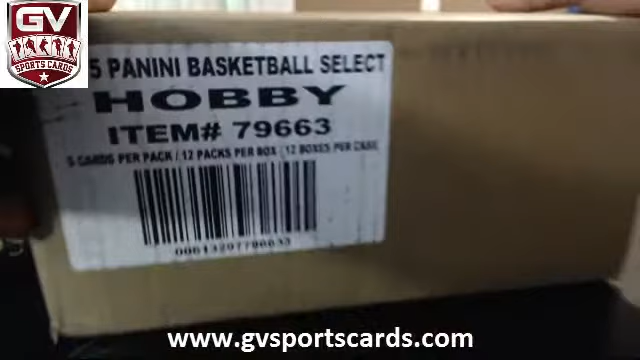 GV
SPORTS CARDS
5 PANINI BASKETBALL SELECT
HOBBY
ITEM# 79663
5 CARDS PER PACK / 12 PACKS PER BOX / 12 BOXES PER CASE
www.gvsportscards.com